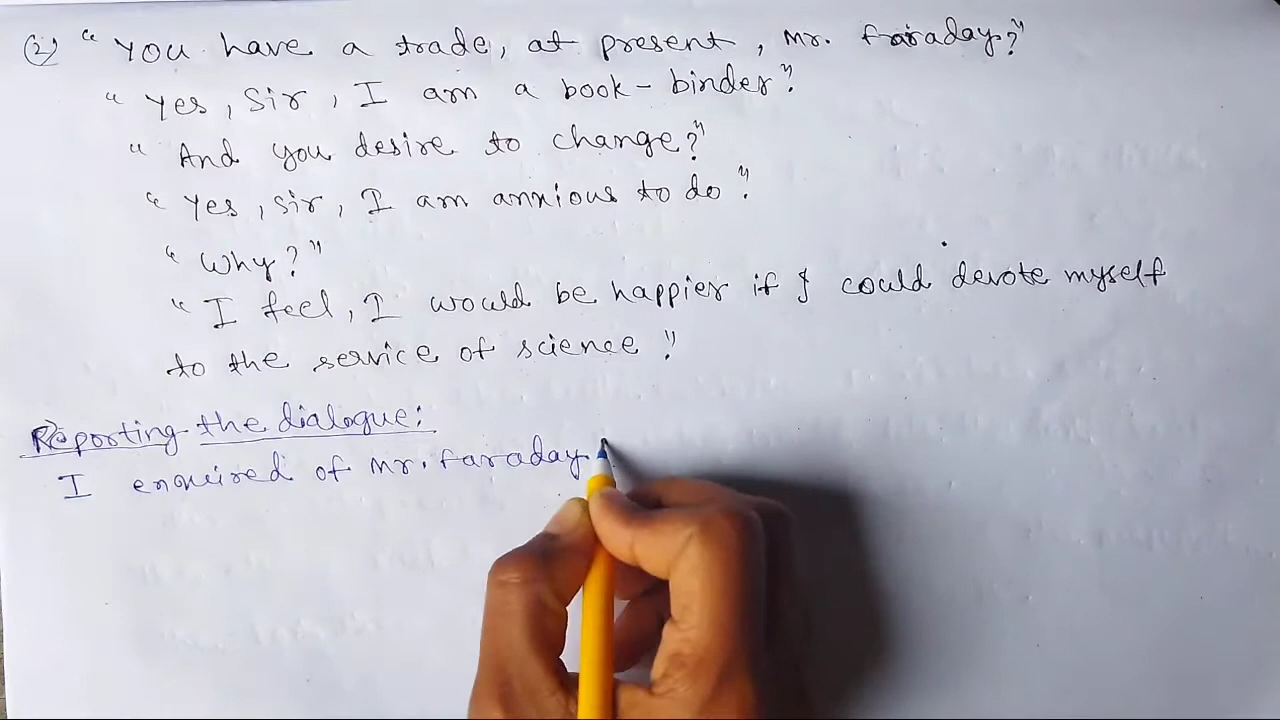 (2) "You have a trade, at present, Mr. Faraday?"
"Yes, Sir, I am a book-binder."
"And you desire to change?"
"Yes, sir, I am anxious to do."
"Why?"
"I feel, I would be happier if I could devote myself
to the service of science."
Reporting the dialogue:
I enquired of Mr. Faraday